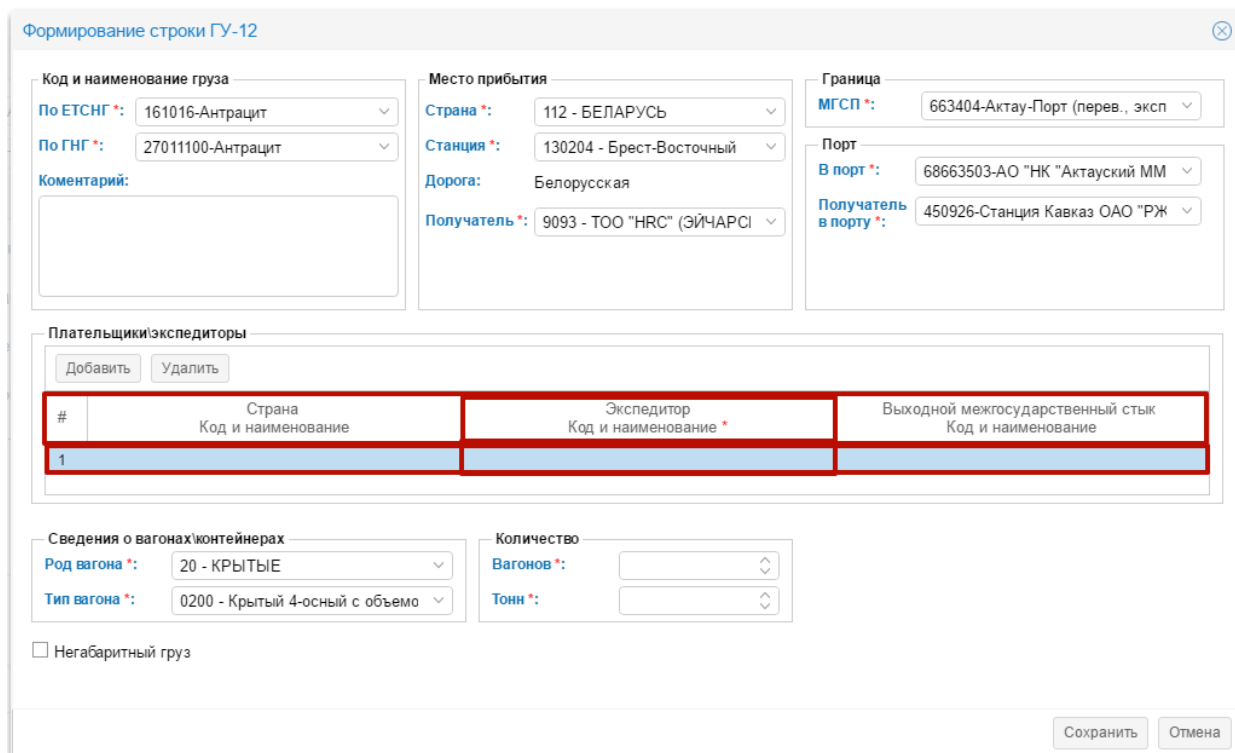 Формирование строки ГУ-12
Код и наименование груза
По ЕТСНГ *: 161016-Антрацит
По ГНГ *: 27011100-Антрацит
Коментарий:
Место прибытия
Страна *: 112 - БЕЛАРУСЬ
Станция *: 130204 - Брест-Восточный
Дорога: Белорусская
Получатель *: 9093 - ТОО "HRC" (ЭЙЧАРСІ
Граница
МГСП *: 663404-Актау-Порт (перев., эксп
Порт
В порт *: 68663503-АО "НК "Актауский ММ
Получатель
в порту *: 450926-Станция Кавказ ОАО "РЖ
Плательщики\экспедиторы
Добавить Удалить
# Страна Экспедитор Выходной межгосударственный стык
Код и наименование Код и наименование * Код и наименование
1
Сведения о вагонах\контейнерах
Род вагона *: 20 - КРЫТЫЕ
Тип вагона *: 0200 - Крытый 4-осный с объемо
Количество
Вагонов *:
Тонн *:
Негабаритный груз
Сохранить Отмена